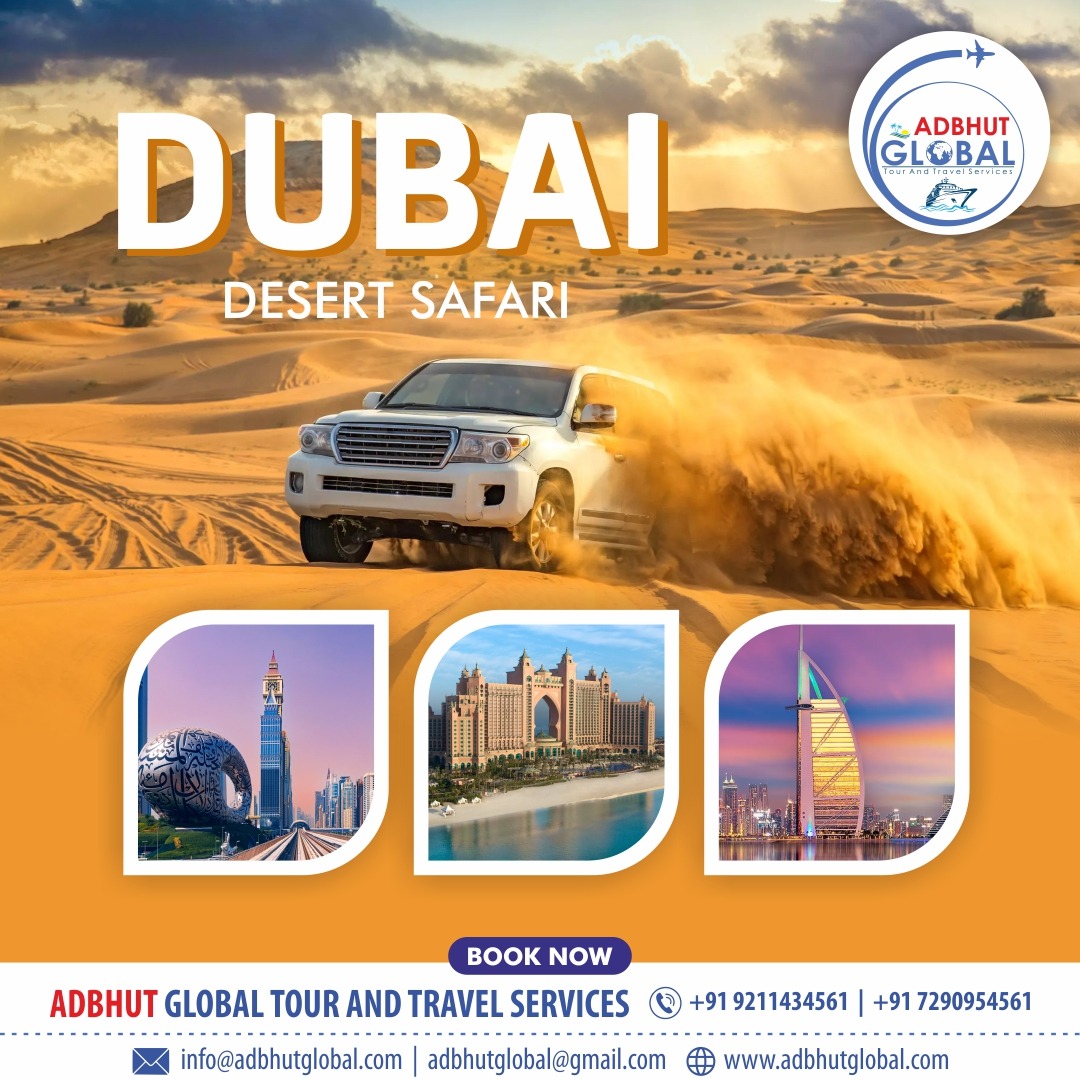 ADBHUT
GLOBAL
Tour And Travel Services
DUBAI
DESERT SAFARI
BOOK NOW
ADBHUT GLOBAL TOUR AND TRAVEL SERVICES +91 9211434561 | +91 7290954561
info@adbhutglobal.com | adbhutglobal@gmail.com www.adbhutglobal.com